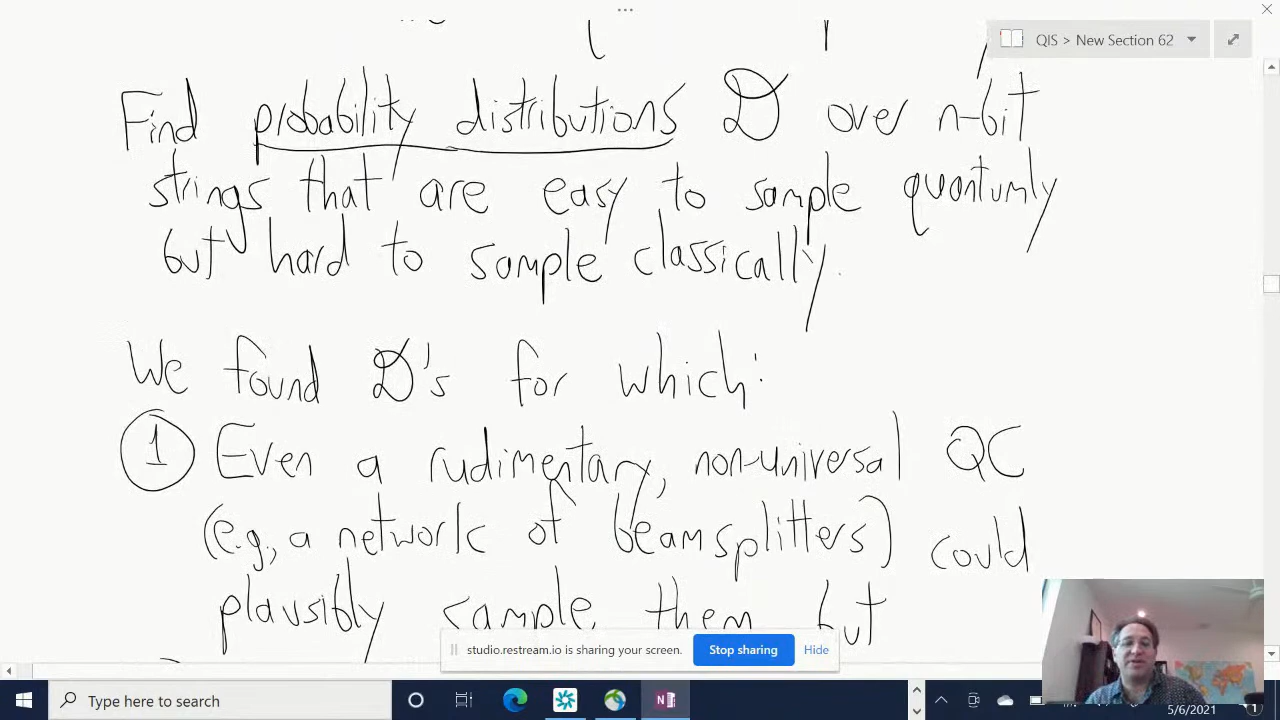 QIS > New Section 62
Find probability distributions D over n-bit
strings that are easy to sample quantumly
but hard to sample classically.
We found D's for which:
1 Even a rudimentary, non-universal QC
(e.g., a network of beamsplitters) could
plausibly sample them but
studio.restream.io is sharing your screen. Stop sharing Hide
Type here to search
5/6/2021